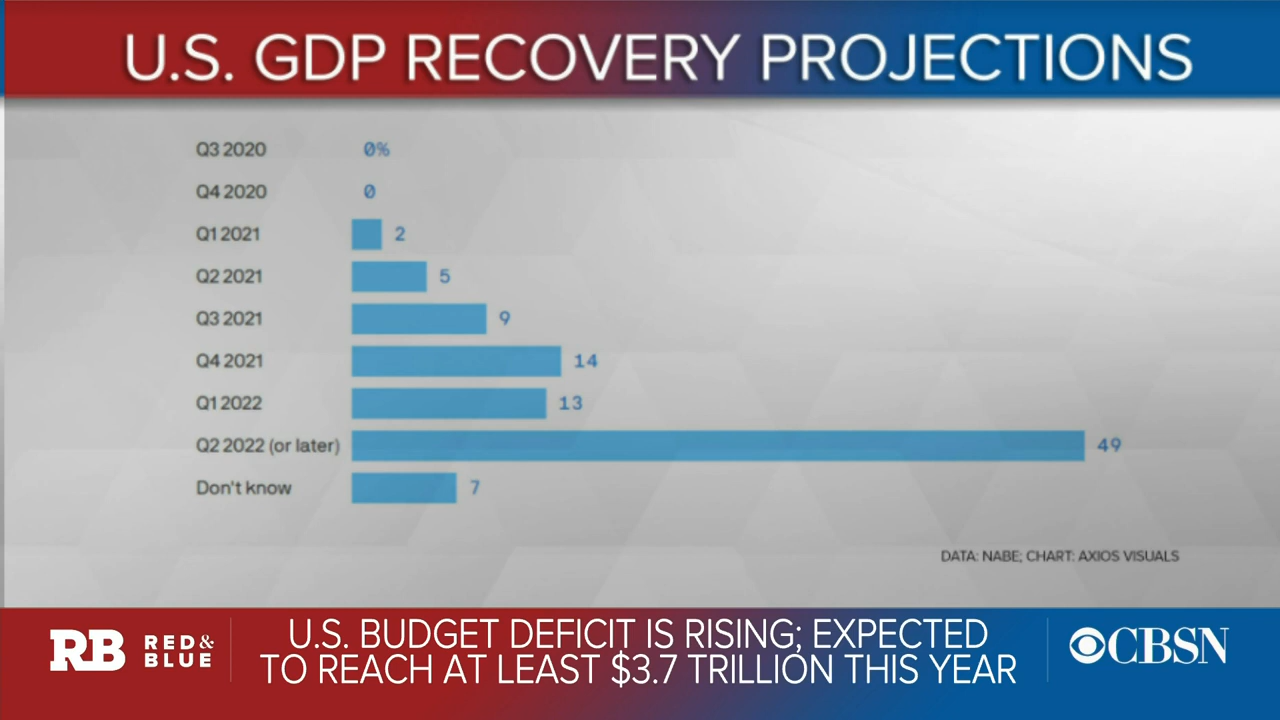 U.S. GDP RECOVERY PROJECTIONS
Q3 2020 0%
Q4 2020 0
Q1 2021 2
Q2 2021 5
Q3 2021 9
Q4 2021 14
Q1 2022 13
Q2 2022 (or later) 49
Don't know 7
DATA: NABE; CHART: AXIOS VISUALS
RB RED& BLUE
U.S. BUDGET DEFICIT IS RISING; EXPECTED
TO REACH AT LEAST $3.7 TRILLION THIS YEAR
CBSN